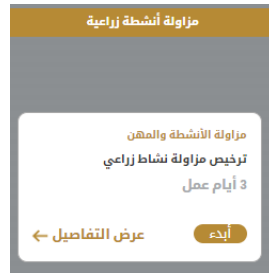 مزاولة أنشطة زراعية
مزاولة الأنشطة والمهن
ترخيص مزاولة نشاط زراعي
3 أيام عمل
أبدء
عرض التفاصيل ←